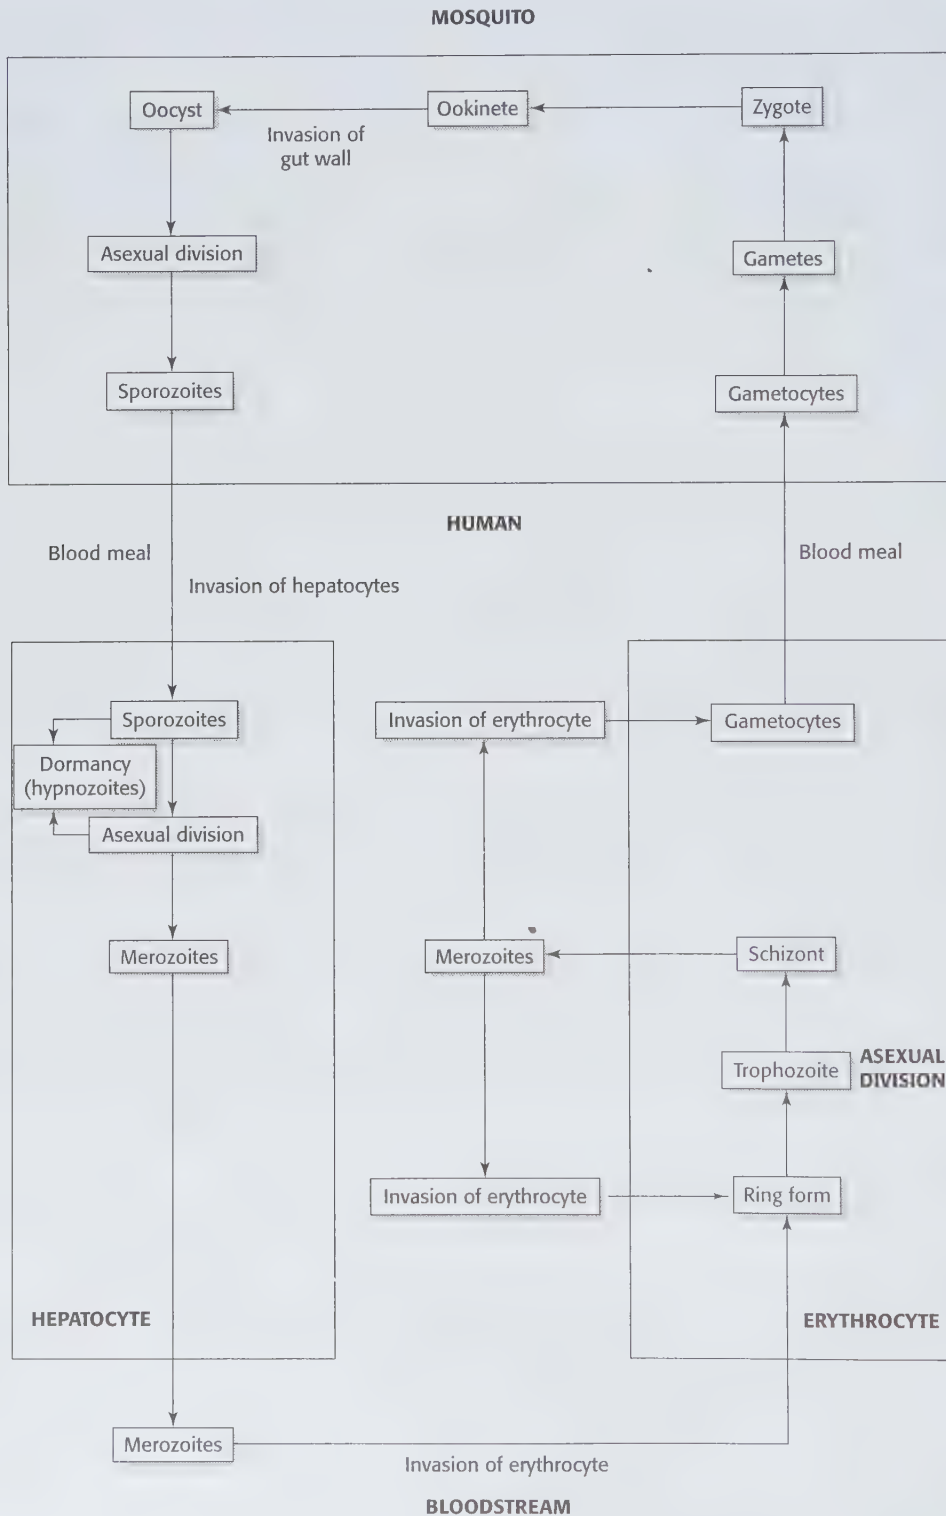 MOSQUITO
Oocyst
Ookinete
Zygote
Invasion of
gut wall
Asexual division
Gametes
Sporozoites
Gametocytes
HUMAN
Blood meal
Blood meal
Invasion of hepatocytes
Sporozoites
Invasion of erythrocyte
Gametocytes
Dormancy
(hypnozoites)
Asexual division
Merozoites
Merozoites
Schizont
Trophozoite
ASEXUAL
DIVISION
Invasion of erythrocyte
Ring form
HEPATOCYTE
ERYTHROCYTE
Merozoites
Invasion of erythrocyte
BLOODSTREAM